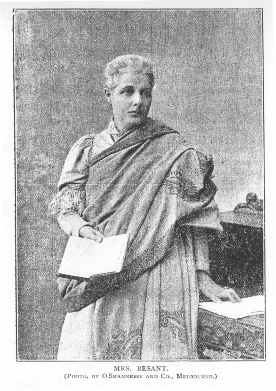 MRS. BESANT.
(Photo. by O'Shannessy and Co., Melbourne.)